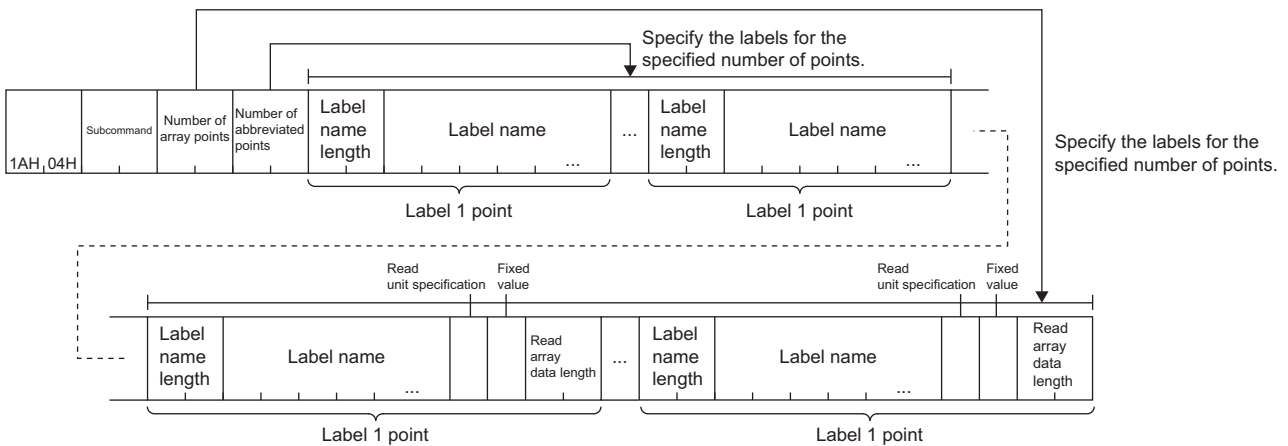 Specify the labels for the
specified number of points.
1AH 04H
Subcommand
Number of
array points
Number of
abbreviated
points
Label
name
length
Label name
...
...
Label
name
length
Label name
...
Specify the labels for the
specified number of points.
Label 1 point
Label 1 point
Read
unit specification
Fixed
value
Read
unit specification
Fixed
value
Label
name
length
Label name
...
Read
array
data length
...
Label
name
length
Label name
...
Read
array
data
length
Label 1 point
Label 1 point